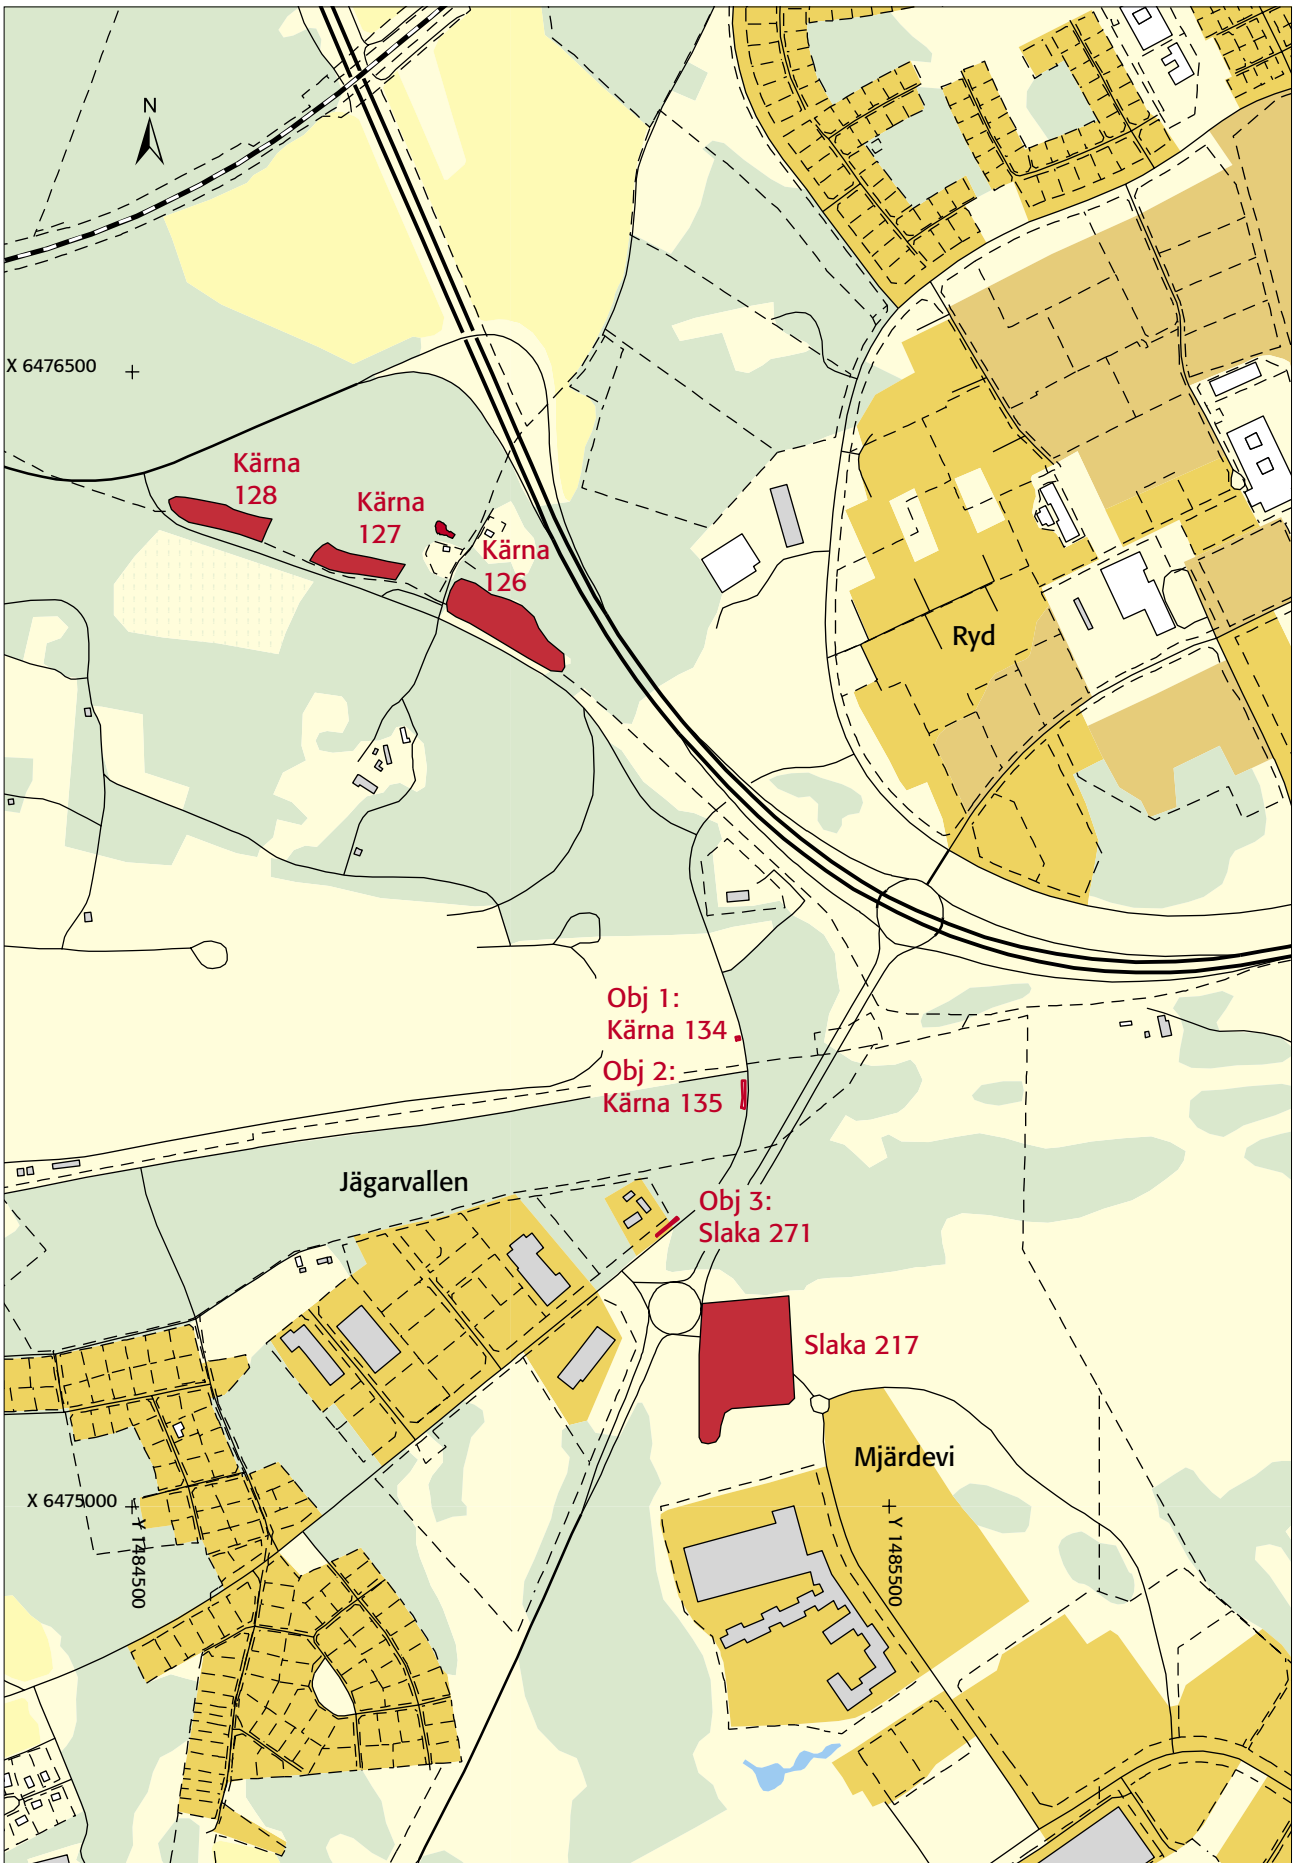 N
X 6476500
Kärna
128
Kärna
127
Kärna
126
Ryd
Obj 1:
Kärna 134
Obj 2:
Kärna 135
Jägarvallen
Obj 3:
Slaka 271
Slaka 217
Mjärdevi
X 6475000
Y 1484500
Y 1485500